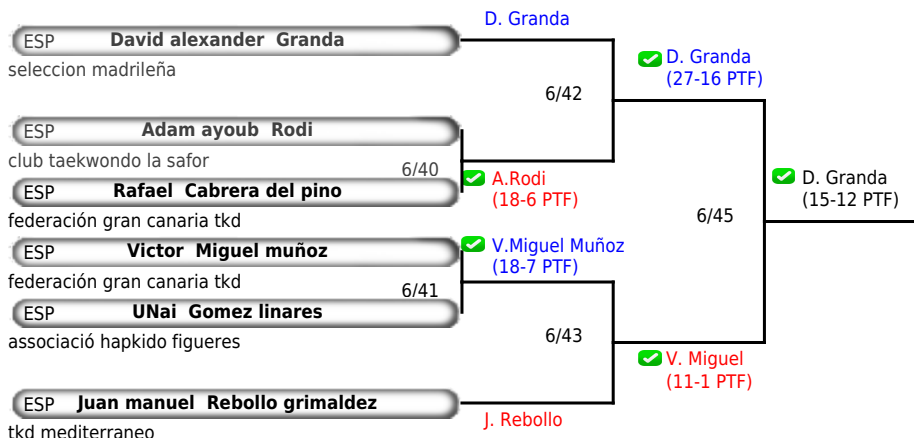 D. Granda
ESP David alexander Granda
seleccion madrileña
D. Granda
(27-16 PTF)
6/42
ESP Adam ayoub Rodi
club taekwondo la safor
6/40
A.Rodi
(18-6 PTF)
ESP Rafael Cabrera del pino
federación gran canaria tkd
D. Granda
(15-12 PTF)
6/45
ESP Victor Miguel muñoz
V.Miguel Muñoz
(18-7 PTF)
federación gran canaria tkd
6/41
ESP UNai Gomez linares
associació hapkido figueres
6/43
V. Miguel
(11-1 PTF)
ESP Juan manuel Rebollo grimaldez
J. Rebollo
tkd mediterraneo